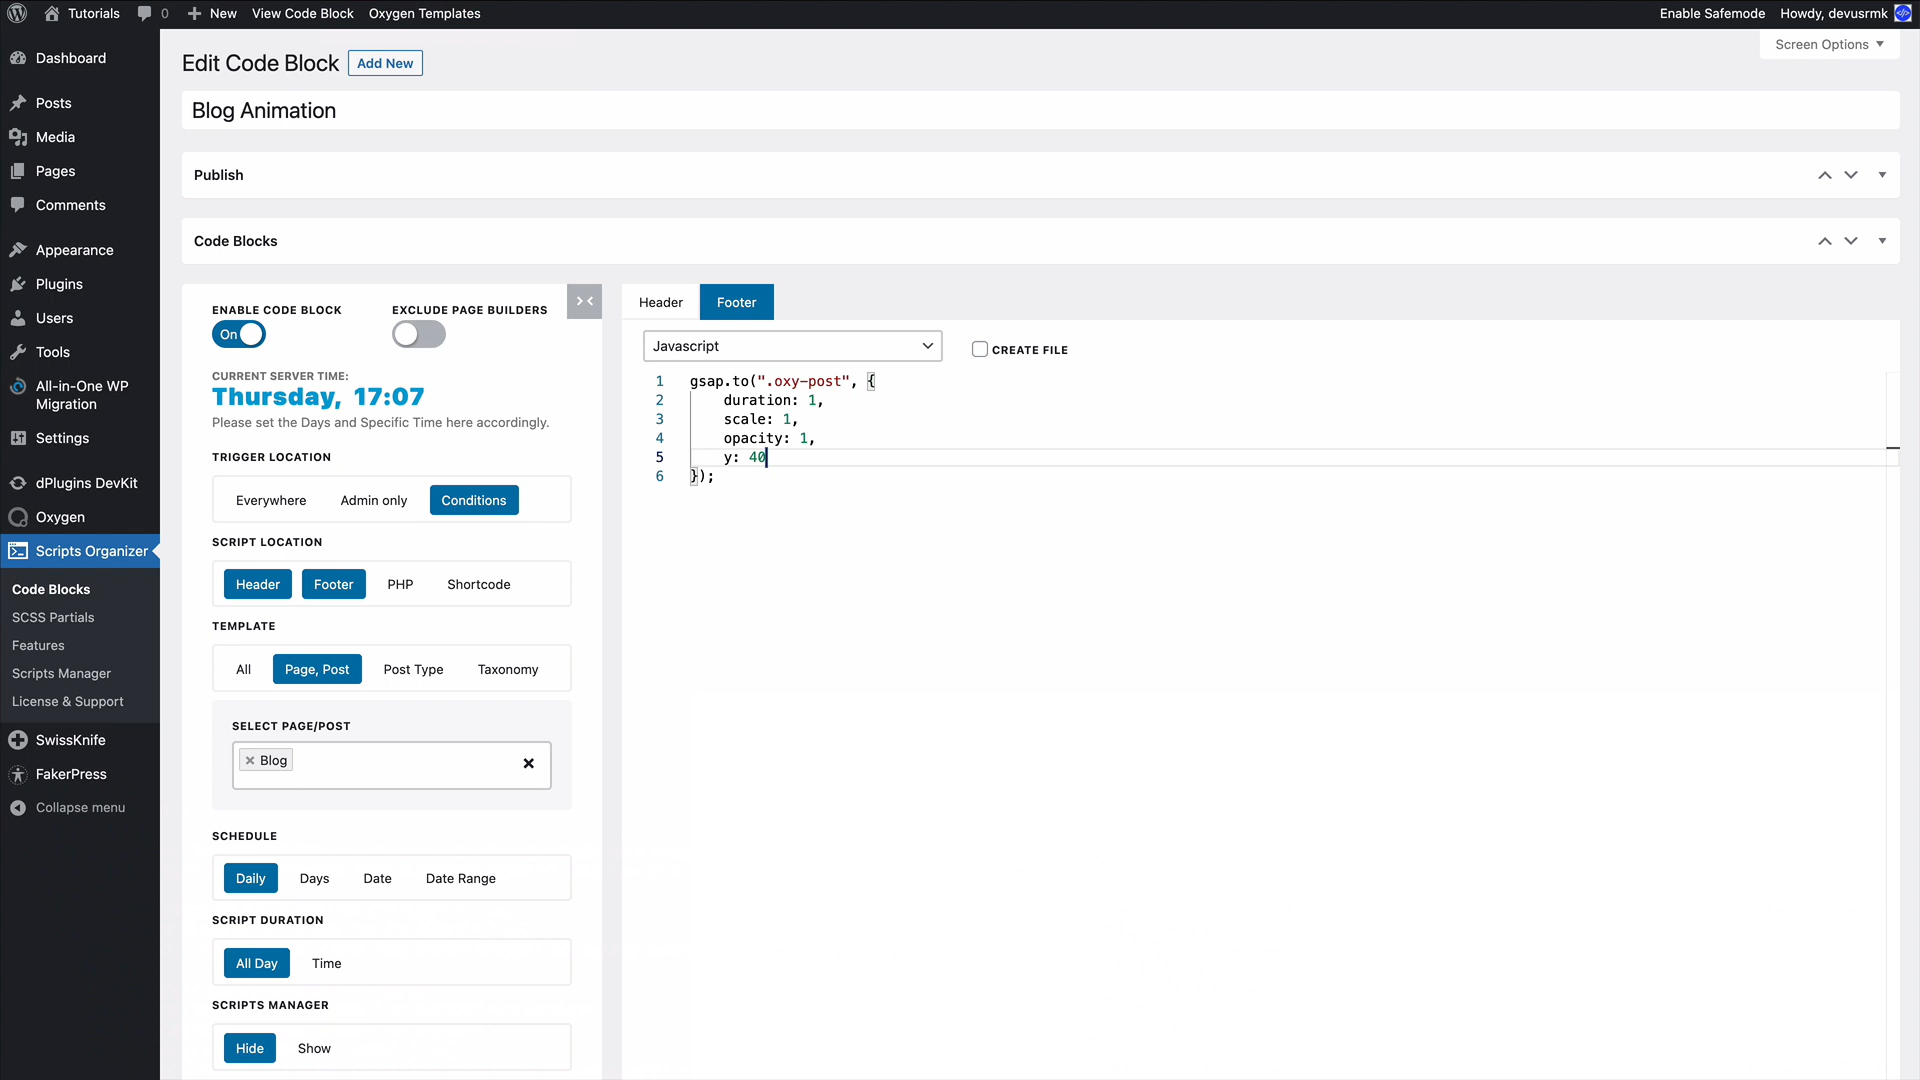 Tutorials 0 New View Code Block Oxygen Templates Enable Safemode Howdy, devusrmk
Screen Options
Dashboard
Posts
Media
Pages
Comments
Appearance
Plugins
Users
Tools
All-in-One WP
Migration
Settings
dPlugins DevKit
Oxygen
Scripts Organizer
Code Blocks
SCSS Partials
Features
Scripts Manager
License & Support
SwissKnife
FakerPress
Collapse menu
Edit Code Block Add New
Blog Animation
Publish
Code Blocks
ENABLE CODE BLOCK EXCLUDE PAGE BUILDERS
On
CURRENT SERVER TIME:
Thursday, 17:07
Please set the Days and Specific Time here accordingly.
TRIGGER LOCATION
Everywhere Admin only Conditions
SCRIPT LOCATION
Header Footer PHP Shortcode
TEMPLATE
All Page, Post Post Type Taxonomy
SELECT PAGE/POST
× Blog ×
SCHEDULE
Daily Days Date Date Range
SCRIPT DURATION
All Day Time
SCRIPTS MANAGER
Hide Show
Header Footer
Javascript CREATE FILE
1 gsap.to(".oxy-post", {
2 duration: 1,
3 scale: 1,
4 opacity: 1,
5 y: 40
6 });